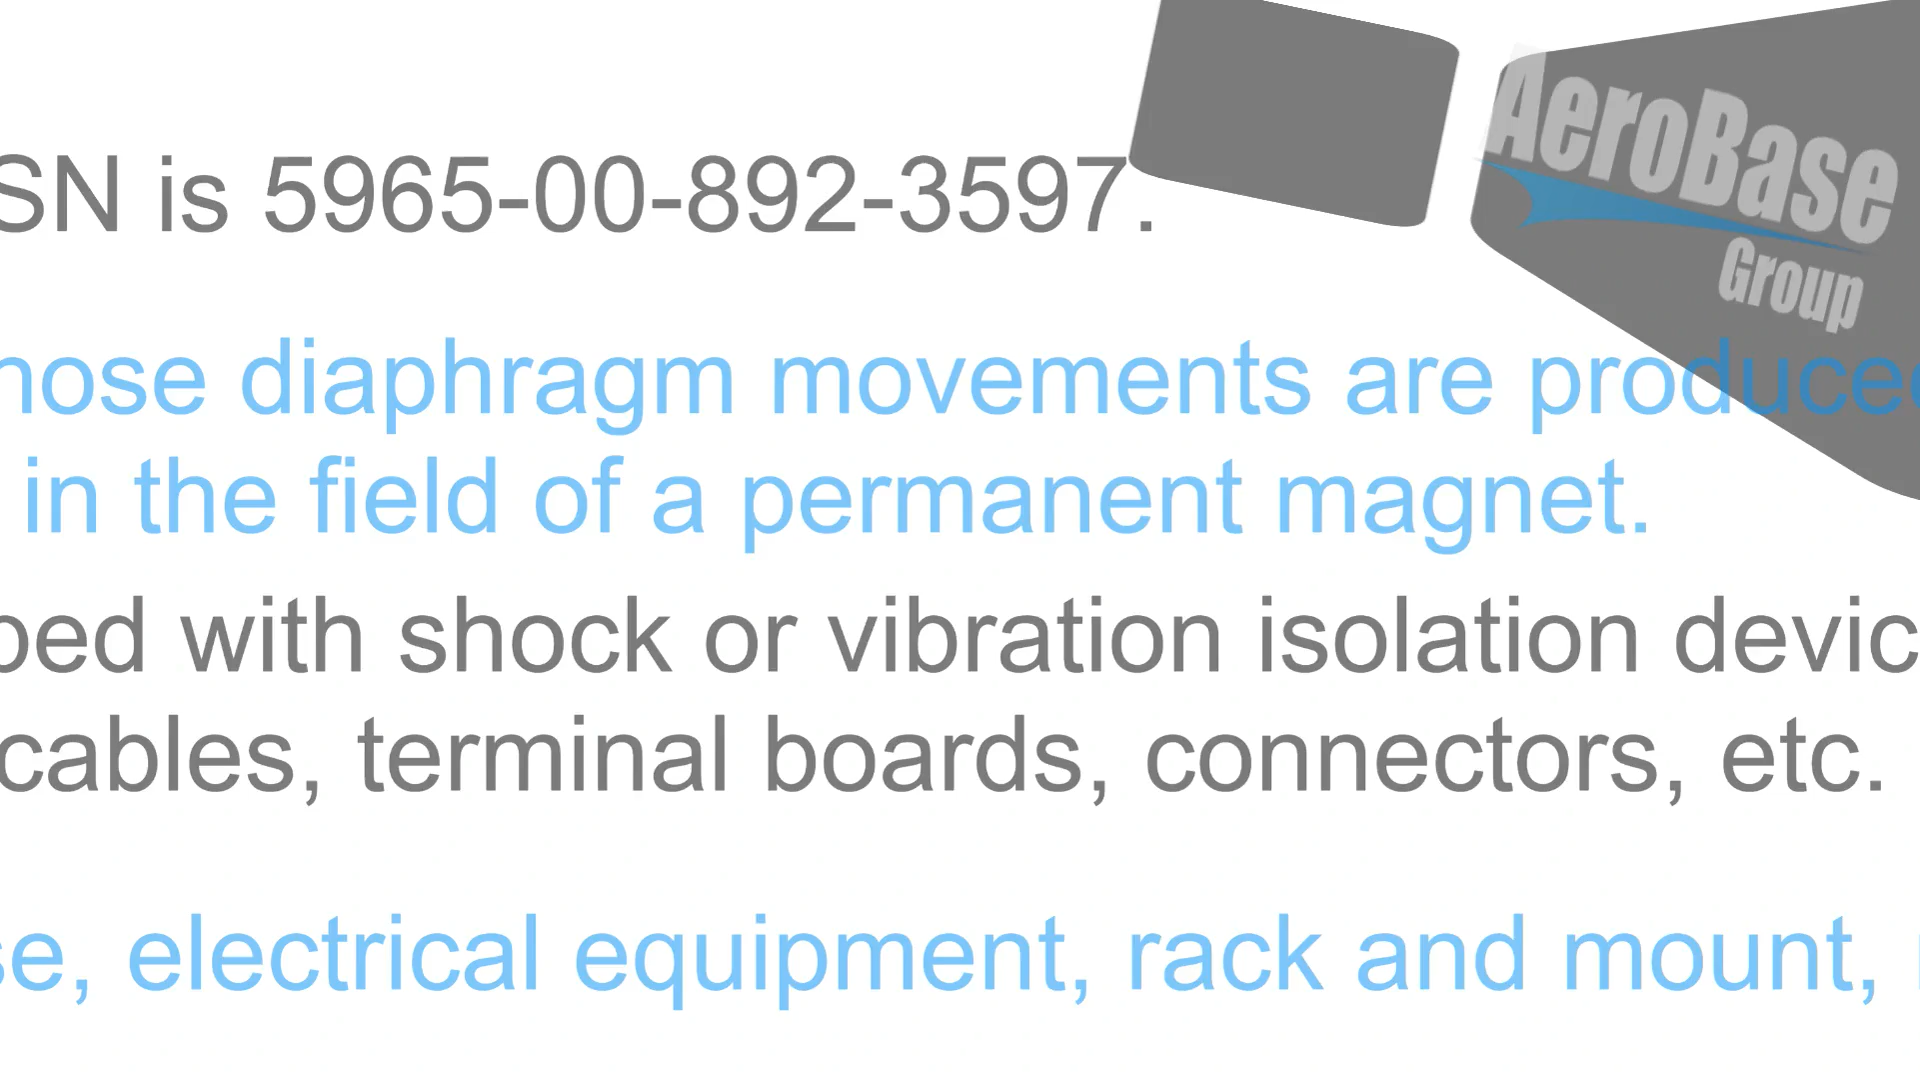 SN is 5965-00-892-3597.
AeroBase
Group
hose diaphragm movements are produced
in the field of a permanent magnet.
ped with shock or vibration isolation devic
cables, terminal boards, connectors, etc.
se, electrical equipment, rack and mount,